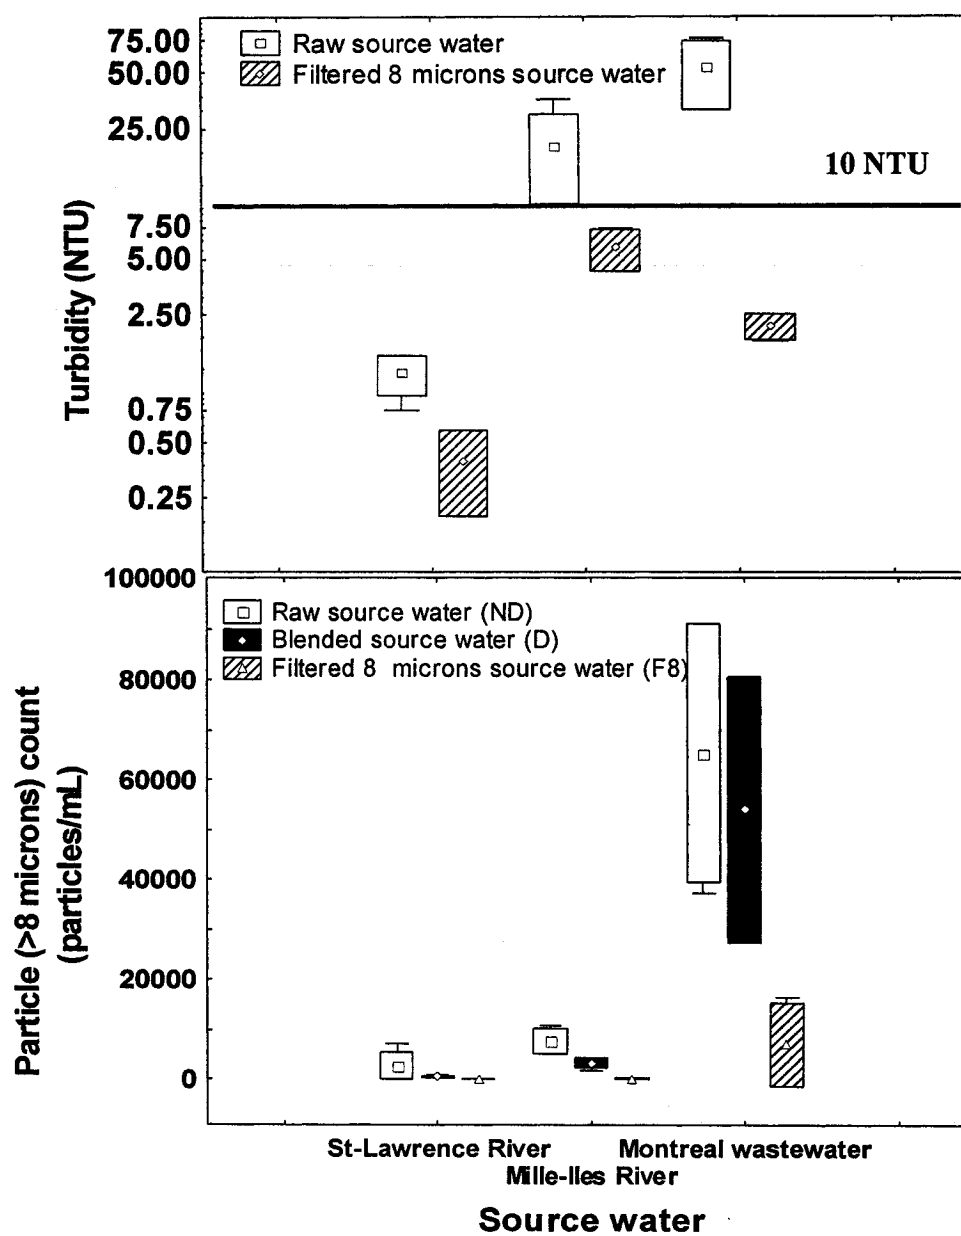 75.00
50.00
25.00
7.50
5.00
2.50
0.75
0.50
0.25
Turbidity (NTU)
Raw source water
Filtered 8 microns source water
10 NTU
100000
80000
60000
40000
20000
0
Particle (>8 microns) count
(particles/mL)
Raw source water (ND)
Blended source water (D)
Filtered 8 microns source water (F8)
St-Lawrence River
Montreal wastewater
Mille-Iles River
Source water